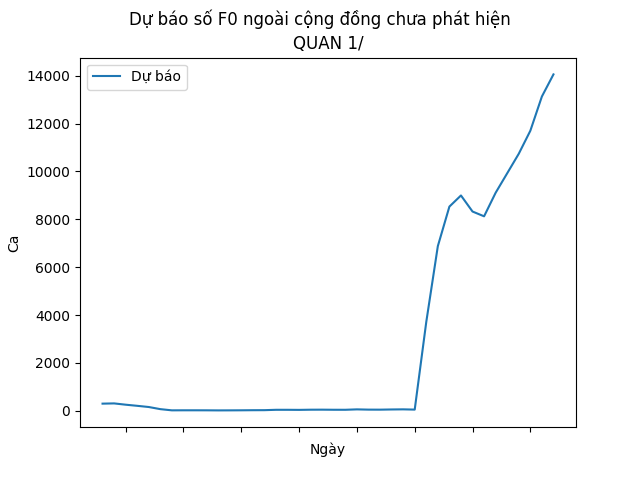 Dự báo số F0 ngoài cộng đồng chưa phát hiện
QUAN 1/
Dự báo
14000
12000
10000
8000
6000
4000
2000
0
Ca
Ngày